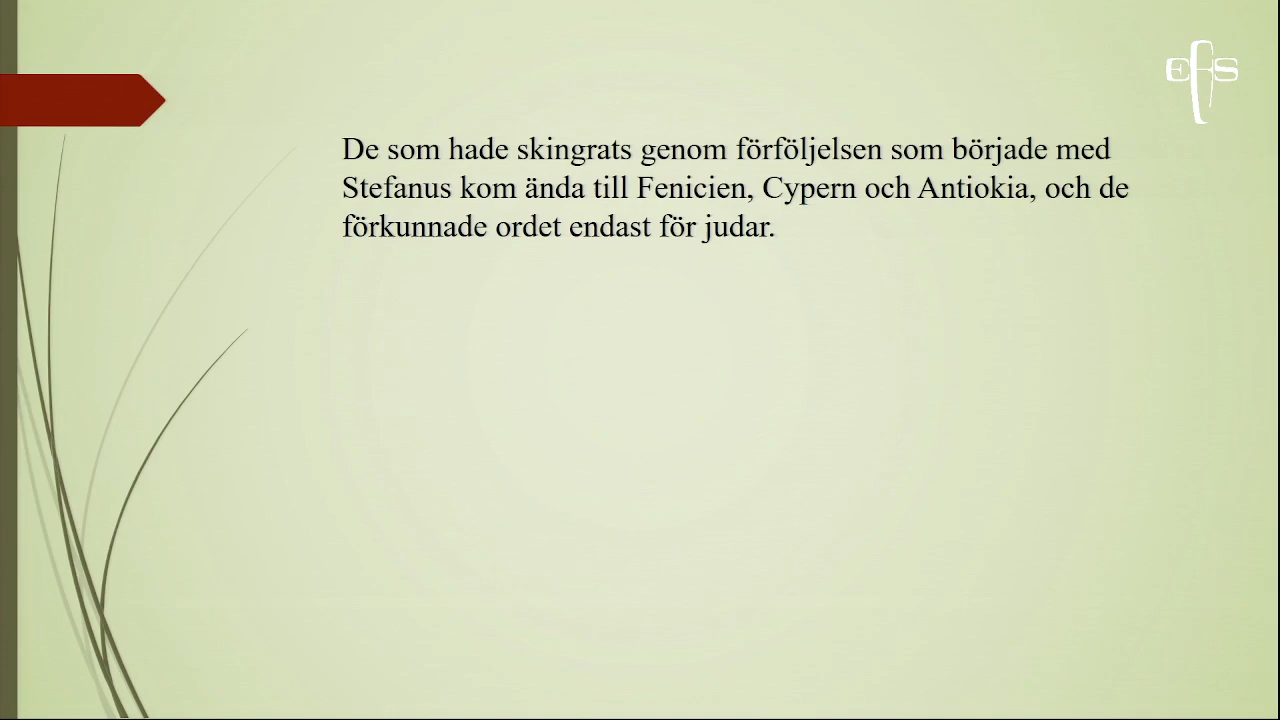 EFS
De som hade skingrats genom förföljelsen som började med
Stefanus kom ända till Fenicien, Cypern och Antiokia, och de
förkunnade ordet endast för judar.